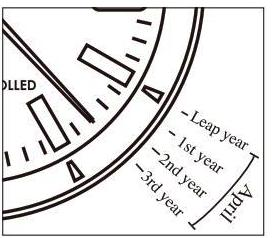 OLLED
Leap year
1st year
2nd year
3rd year
April